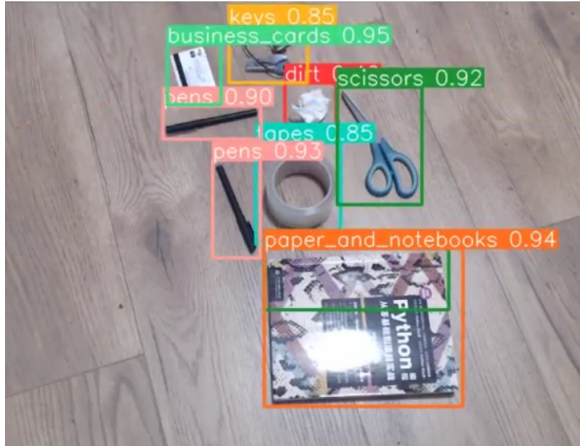 keys 0.85
business_cards 0.95
dirt
scissors 0.92
pens 0.90
tapes 0.85
pens 0.93
paper_and_notebooks 0.94
Python